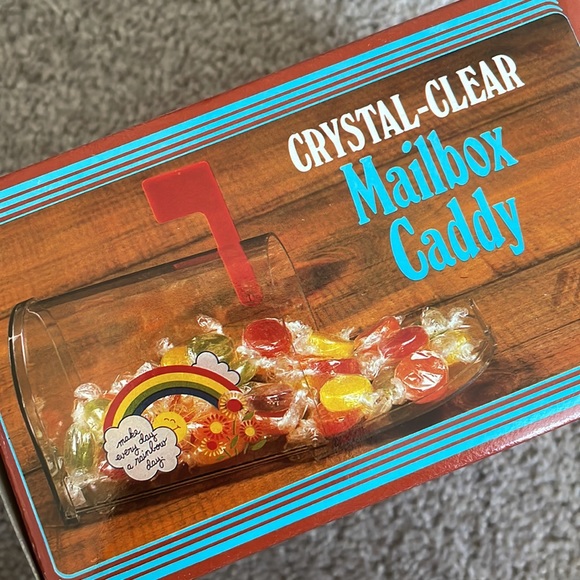 CRYSTAL-CLEAR
Mailbox
Caddy
make
every day
a rainbow
day.